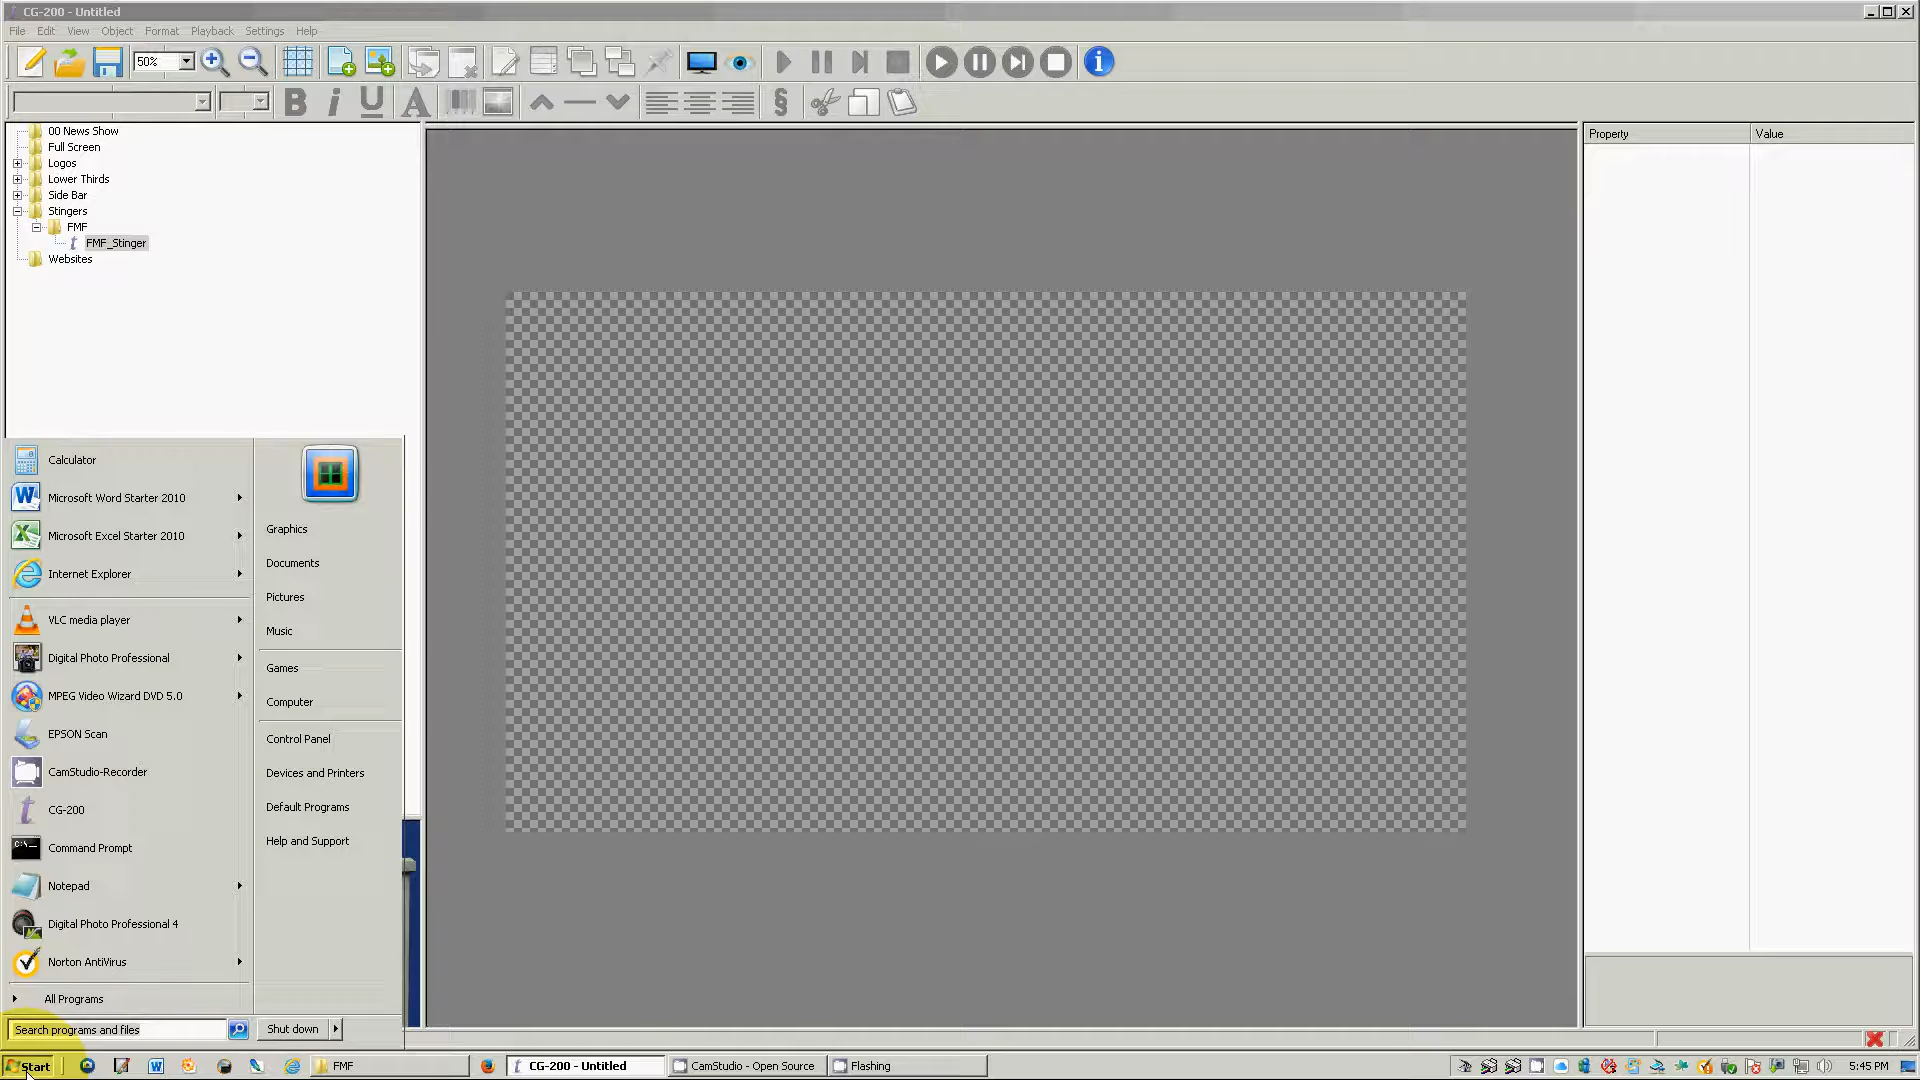 CG-200 - Untitled
File Edit View Object Format Playback Settings Help
50%
B i U A §
00 News Show
Full Screen
Logos
Lower Thirds
Side Bar
Stingers
FMF
FMF_Stinger
Websites
Property Value
Calculator
Microsoft Word Starter 2010
Microsoft Excel Starter 2010
Internet Explorer
VLC media player
Digital Photo Professional
MPEG Video Wizard DVD 5.0
EPSON Scan
CamStudio-Recorder
CG-200
Command Prompt
Notepad
Digital Photo Professional 4
Norton AntiVirus
All Programs
Search programs and files
Graphics
Documents
Pictures
Music
Games
Computer
Control Panel
Devices and Printers
Default Programs
Help and Support
Shut down
Start
FMF
CG-200 - Untitled
CamStudio - Open Source
Flashing
5:45 PM